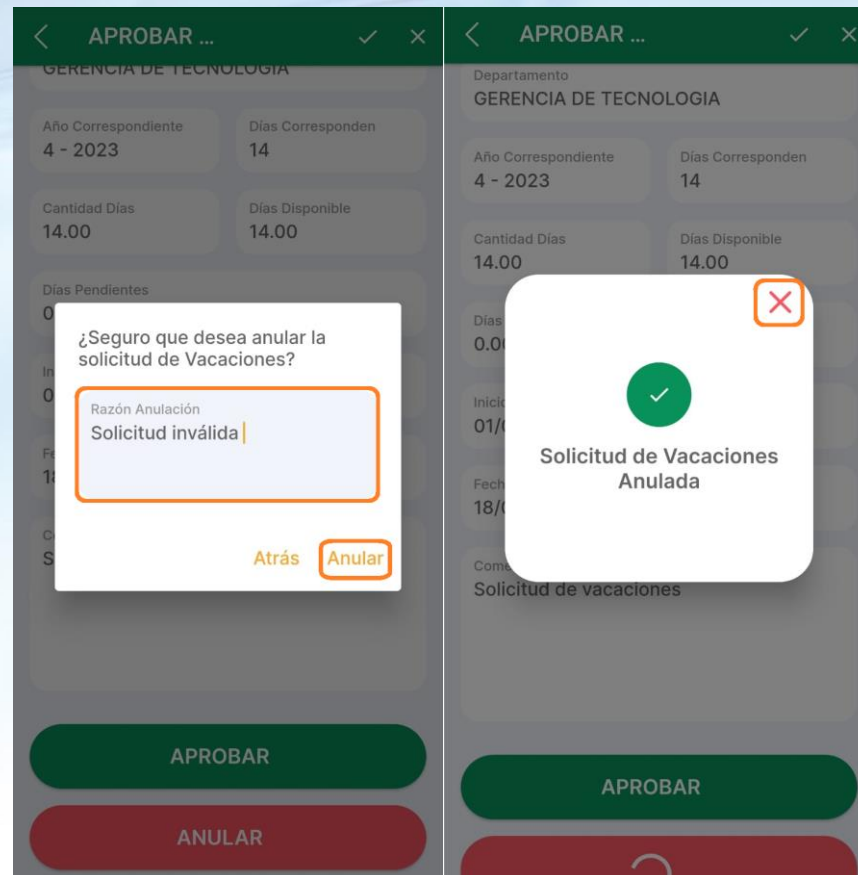 APROBAR ...
GERENCIA DE TECNOLOGIA
Año Correspondiente
Días Corresponden
4 - 2023
14
Cantidad Días
Días Disponible
14.00
14.00
Días Pendientes
¿Seguro que desea anular la
solicitud de Vacaciones?
Razón Anulación
Solicitud inválida
Atrás
Anular
APROBAR
ANULAR
APROBAR ...
Departamento
GERENCIA DE TECNOLOGIA
Año Correspondiente
Días Corresponden
4 - 2023
14
Cantidad Días
Días Disponible
14.00
14.00
Días
Solicitud de Vacaciones
Anulada
Solicitud de vacaciones
APROBAR